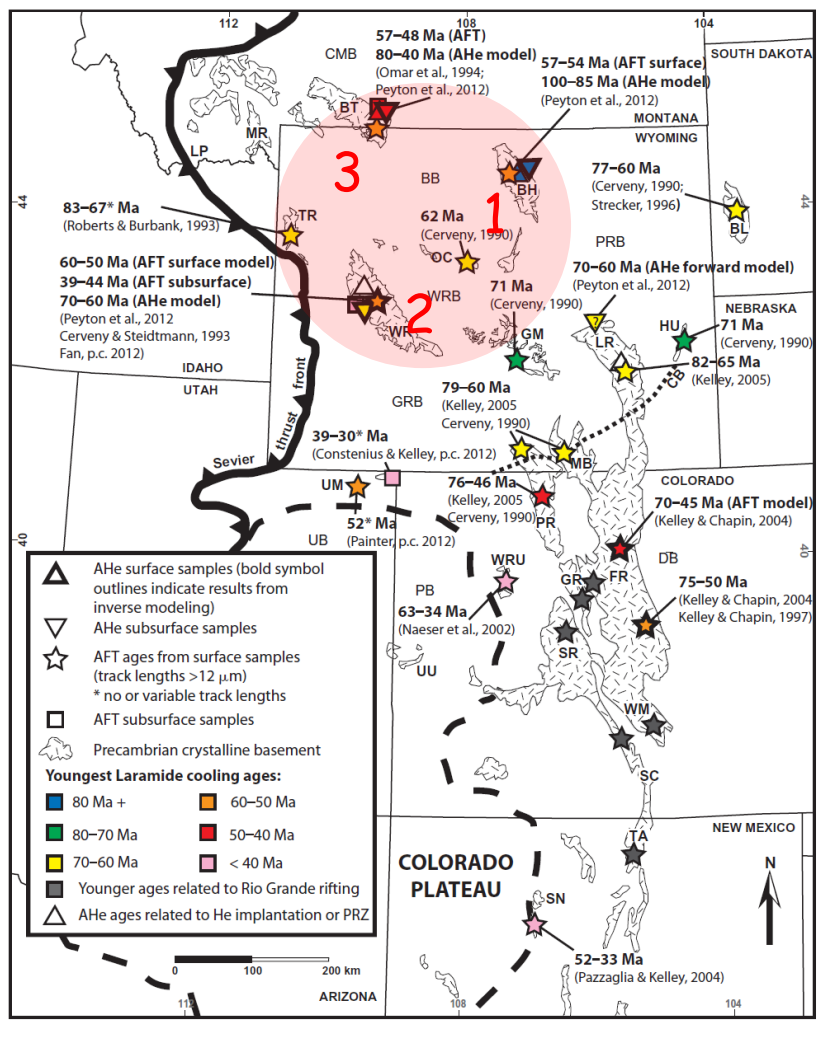 112
108
104
57–48 Ma (AFT)
80–40 Ma (AHe model)
(Omar et al., 1994;
Peyton et al., 2012)
CMB
57–54 Ma (AFT surface)
100–85 Ma (AHe model)
(Peyton et al., 2012)
SOUTH DAKOTA
BT
MONTANA
WYOMING
MR
LP
3
BB
BH
1
77–60 Ma
(Cerveny, 1990;
Strecker, 1996)
BL
44
44
83–67* Ma
(Roberts & Burbank, 1993)
TR
62 Ma
(Cerveny, 1990)
PRB
OC
60–50 Ma (AFT surface model)
39–44 Ma (AFT subsurface)
70–60 Ma (AHe model)
(Peyton et al., 2012
Cerveny & Steidtmann, 1993
Fan, p.c. 2012)
WRB
2
WR
71 Ma
(Cerveny, 1990)
70–60 Ma (AHe forward model)
(Peyton et al., 2012)
NEBRASKA
?
GM
LR
HU
71 Ma
(Cerveny, 1990)
82–65 Ma
(Kelley, 2005)
CB
IDAHO
UTAH
thrust front
Sevier
GRB
79–60 Ma
(Kelley, 2005
Cerveny, 1990)
MB
39–30* Ma
(Constenius & Kelley, p.c. 2012)
UM
52* Ma
(Painter, p.c. 2012)
UB
76–46 Ma
(Kelley, 2005
Cerveny, 1990)
PR
COLORADO
70–45 Ma (AFT model)
(Kelley & Chapin, 2004)
40
40
DB
WRU
GR
FR
PB
63–34 Ma
(Naeser et al., 2002)
75–50 Ma
(Kelley & Chapin, 2004
Kelley & Chapin, 1997)
SR
UU
WM
SC
AHe surface samples (bold symbol
outlines indicate results from
inverse modeling)
AHe subsurface samples
AFT ages from surface samples
(track lengths >12 μm)
* no or variable track lengths
AFT subsurface samples
Precambrian crystalline basement
Youngest Laramide cooling ages:
80 Ma +
60–50 Ma
80–70 Ma
50–40 Ma
70–60 Ma
< 40 Ma
Younger ages related to Rio Grande rifting
AHe ages related to He implantation or PRZ
NEW MEXICO
TA
COLORADO
PLATEAU
N
SN
52–33 Ma
(Pazzaglia & Kelley, 2004)
0 100 200 km
ARIZONA
112
108
104